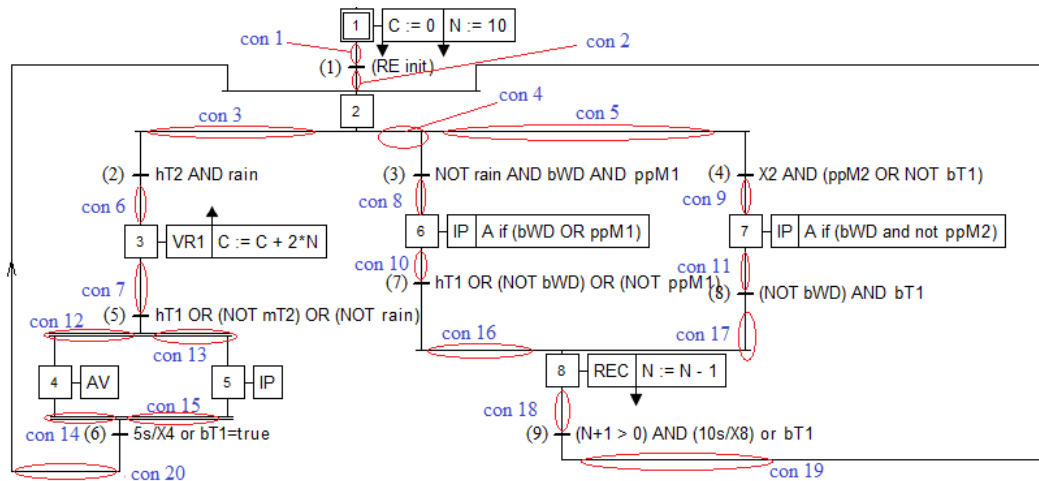 1 C := 0 N := 10
con 1
con 2
(1) (RE init.)
2
con 4
con 3
con 5
(2) hT2 AND rain
(3) NOT rain AND bWD AND ppM1
(4) X2 AND (ppM2 OR NOT bT1)
con 6
con 8
con 9
3 VR1 C := C + 2*N
6 IP A if (bWD OR ppM1)
7 IP A if (bWD and not ppM2)
con 10
con 11
con 7
(7) hT1 OR (NOT bWD) OR (NOT ppM1)
(8) (NOT bWD) AND bT1
(5) hT1 OR (NOT mT2) OR (NOT rain)
con 12
con 16
con 17
con 13
4 AV
5 IP
8 REC N := N - 1
con 15
con 18
con 14 (6) 5s/X4 or bT1=true
(9) (N+1 > 0) AND (10s/X8) or bT1
con 20
con 19